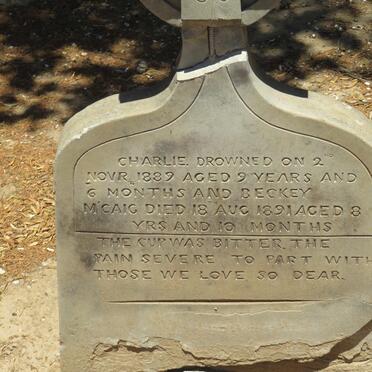 CHARLIE. DROWNED ON 2ND
NOVR 1889 AGED 9 YEARS AND
6 MONTHS AND BECKEY
McCAIG DIED 18 AUG 1891 AGED 8
YRS AND 10 MONTHS
THE CUP WAS BITTER, THE
PAIN SEVERE TO PART WITH
THOSE WE LOVE SO DEAR.